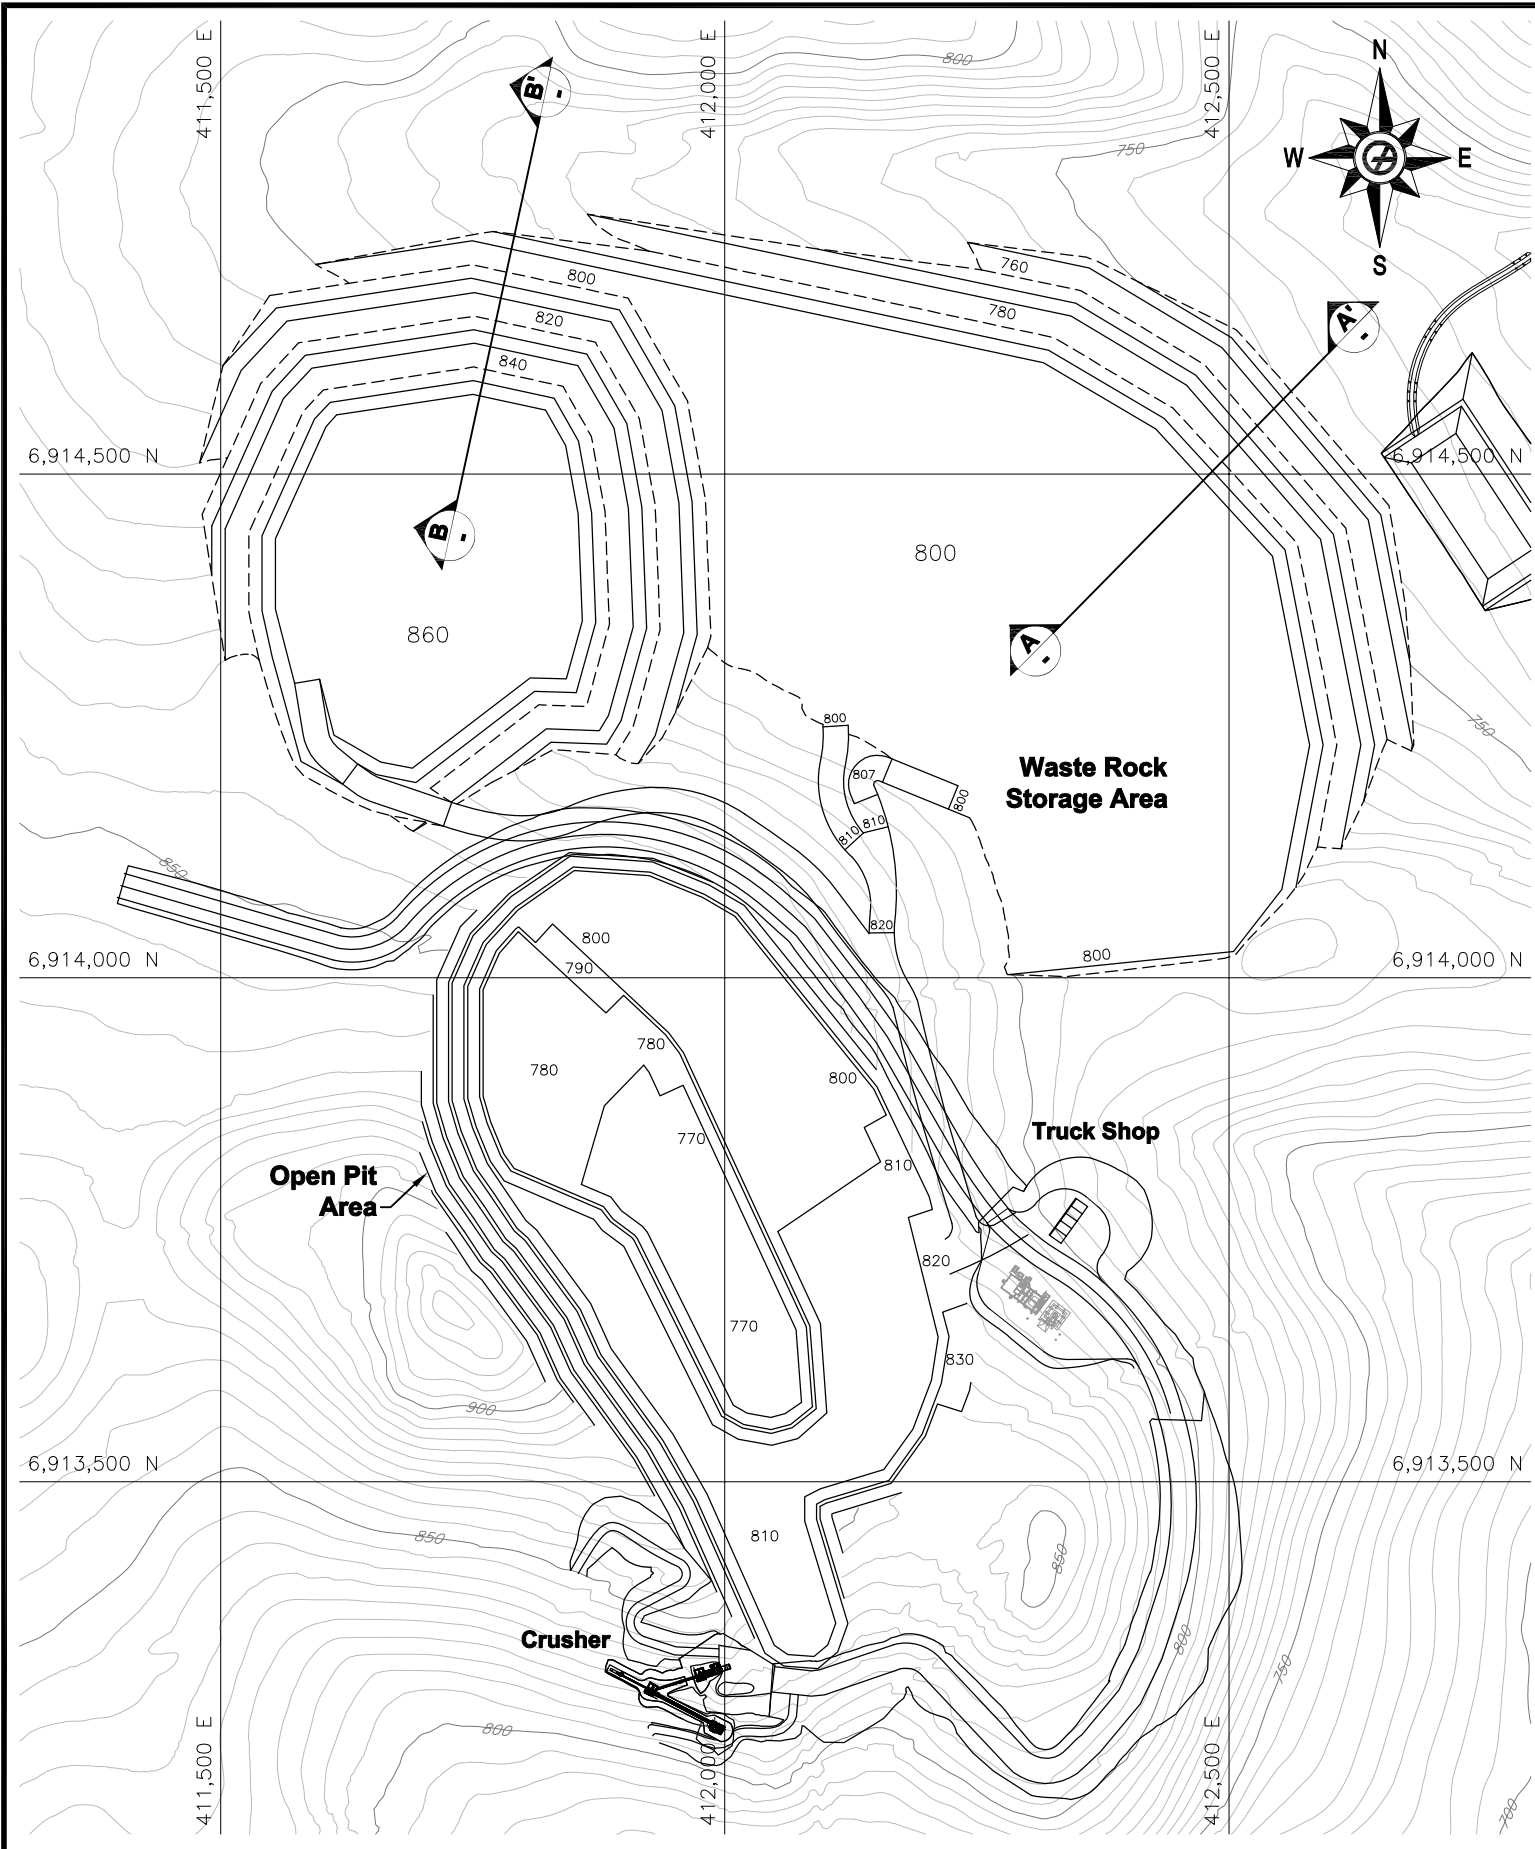 411,500 E
412,000 E
412,500 E
N
W
E
S
B'
-
800
750
760
780
800
820
840
A'
-
6,914,500 N
6,914,500 N
B
-
800
860
A
-
800
807
800
810
810
Waste Rock
Storage Area
750
850
820
800
800
790
6,914,000 N
6,914,000 N
780
780
800
770
810
Truck Shop
Open Pit
Area
820
770
830
900
6,913,500 N
6,913,500 N
850
810
850
Crusher
800
750
800
411,500 E
412,000
412,500 E
700